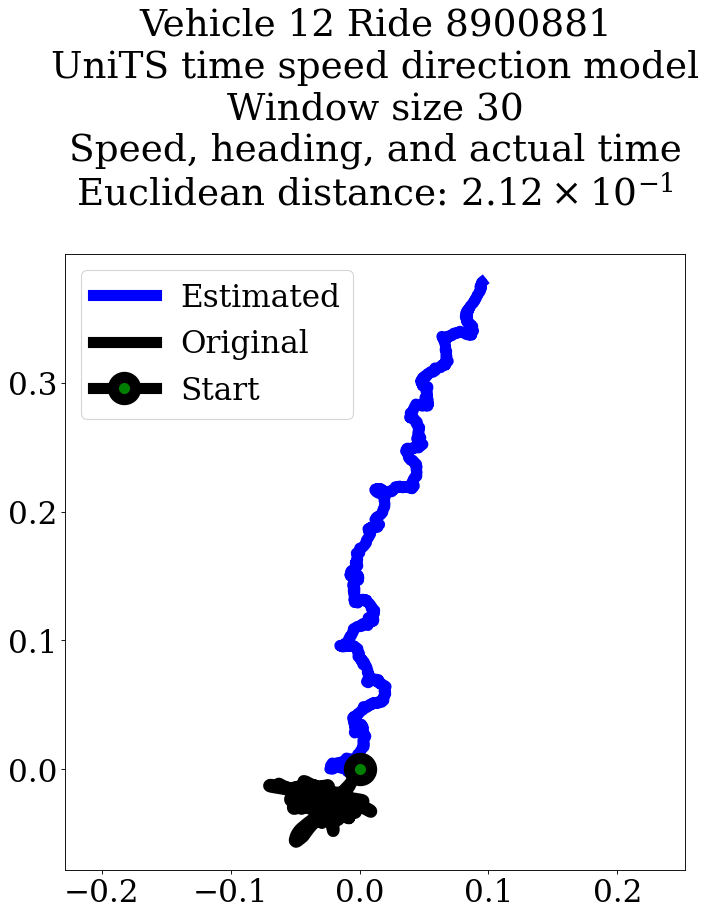 Vehicle 12 Ride 8900881
UniTS time speed direction model
Window size 30
Speed, heading, and actual time
Euclidean distance: 2.12 × 10⁻¹
Estimated
Original
Start
0.3
0.2
0.1
0.0
−0.2 −0.1 0.0 0.1 0.2